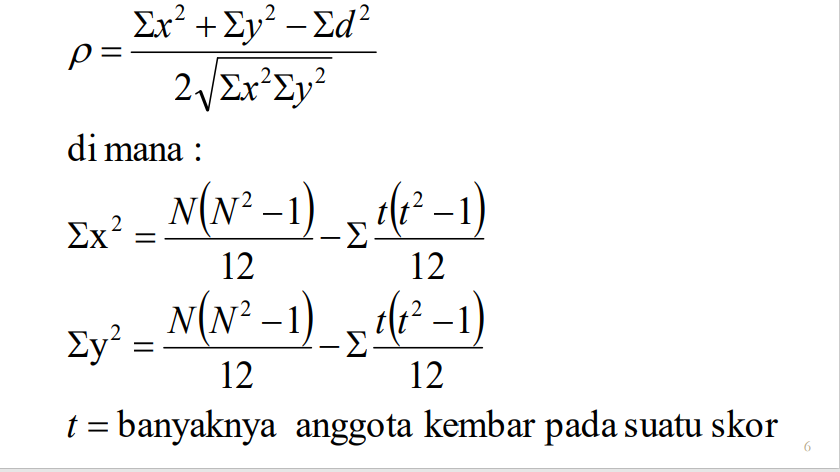 ρ = (Σx² + Σy² − Σd²) / (2√(Σx²Σy²))
di mana :
Σx² = N(N² − 1)/12 − Σ t(t² − 1)/12
Σy² = N(N² − 1)/12 − Σ t(t² − 1)/12
t = banyaknya anggota kembar pada suatu skor
6